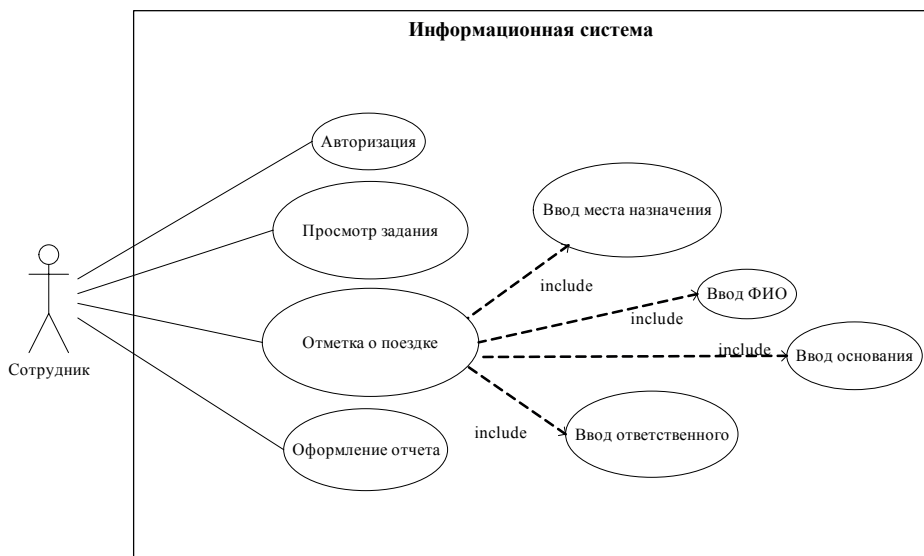 Информационная система
Авторизация
Ввод места назначения
Просмотр задания
include
Ввод ФИО
include
Отметка о поездке
include
Ввод основания
Сотрудник
include
Ввод ответственного
Оформление отчета